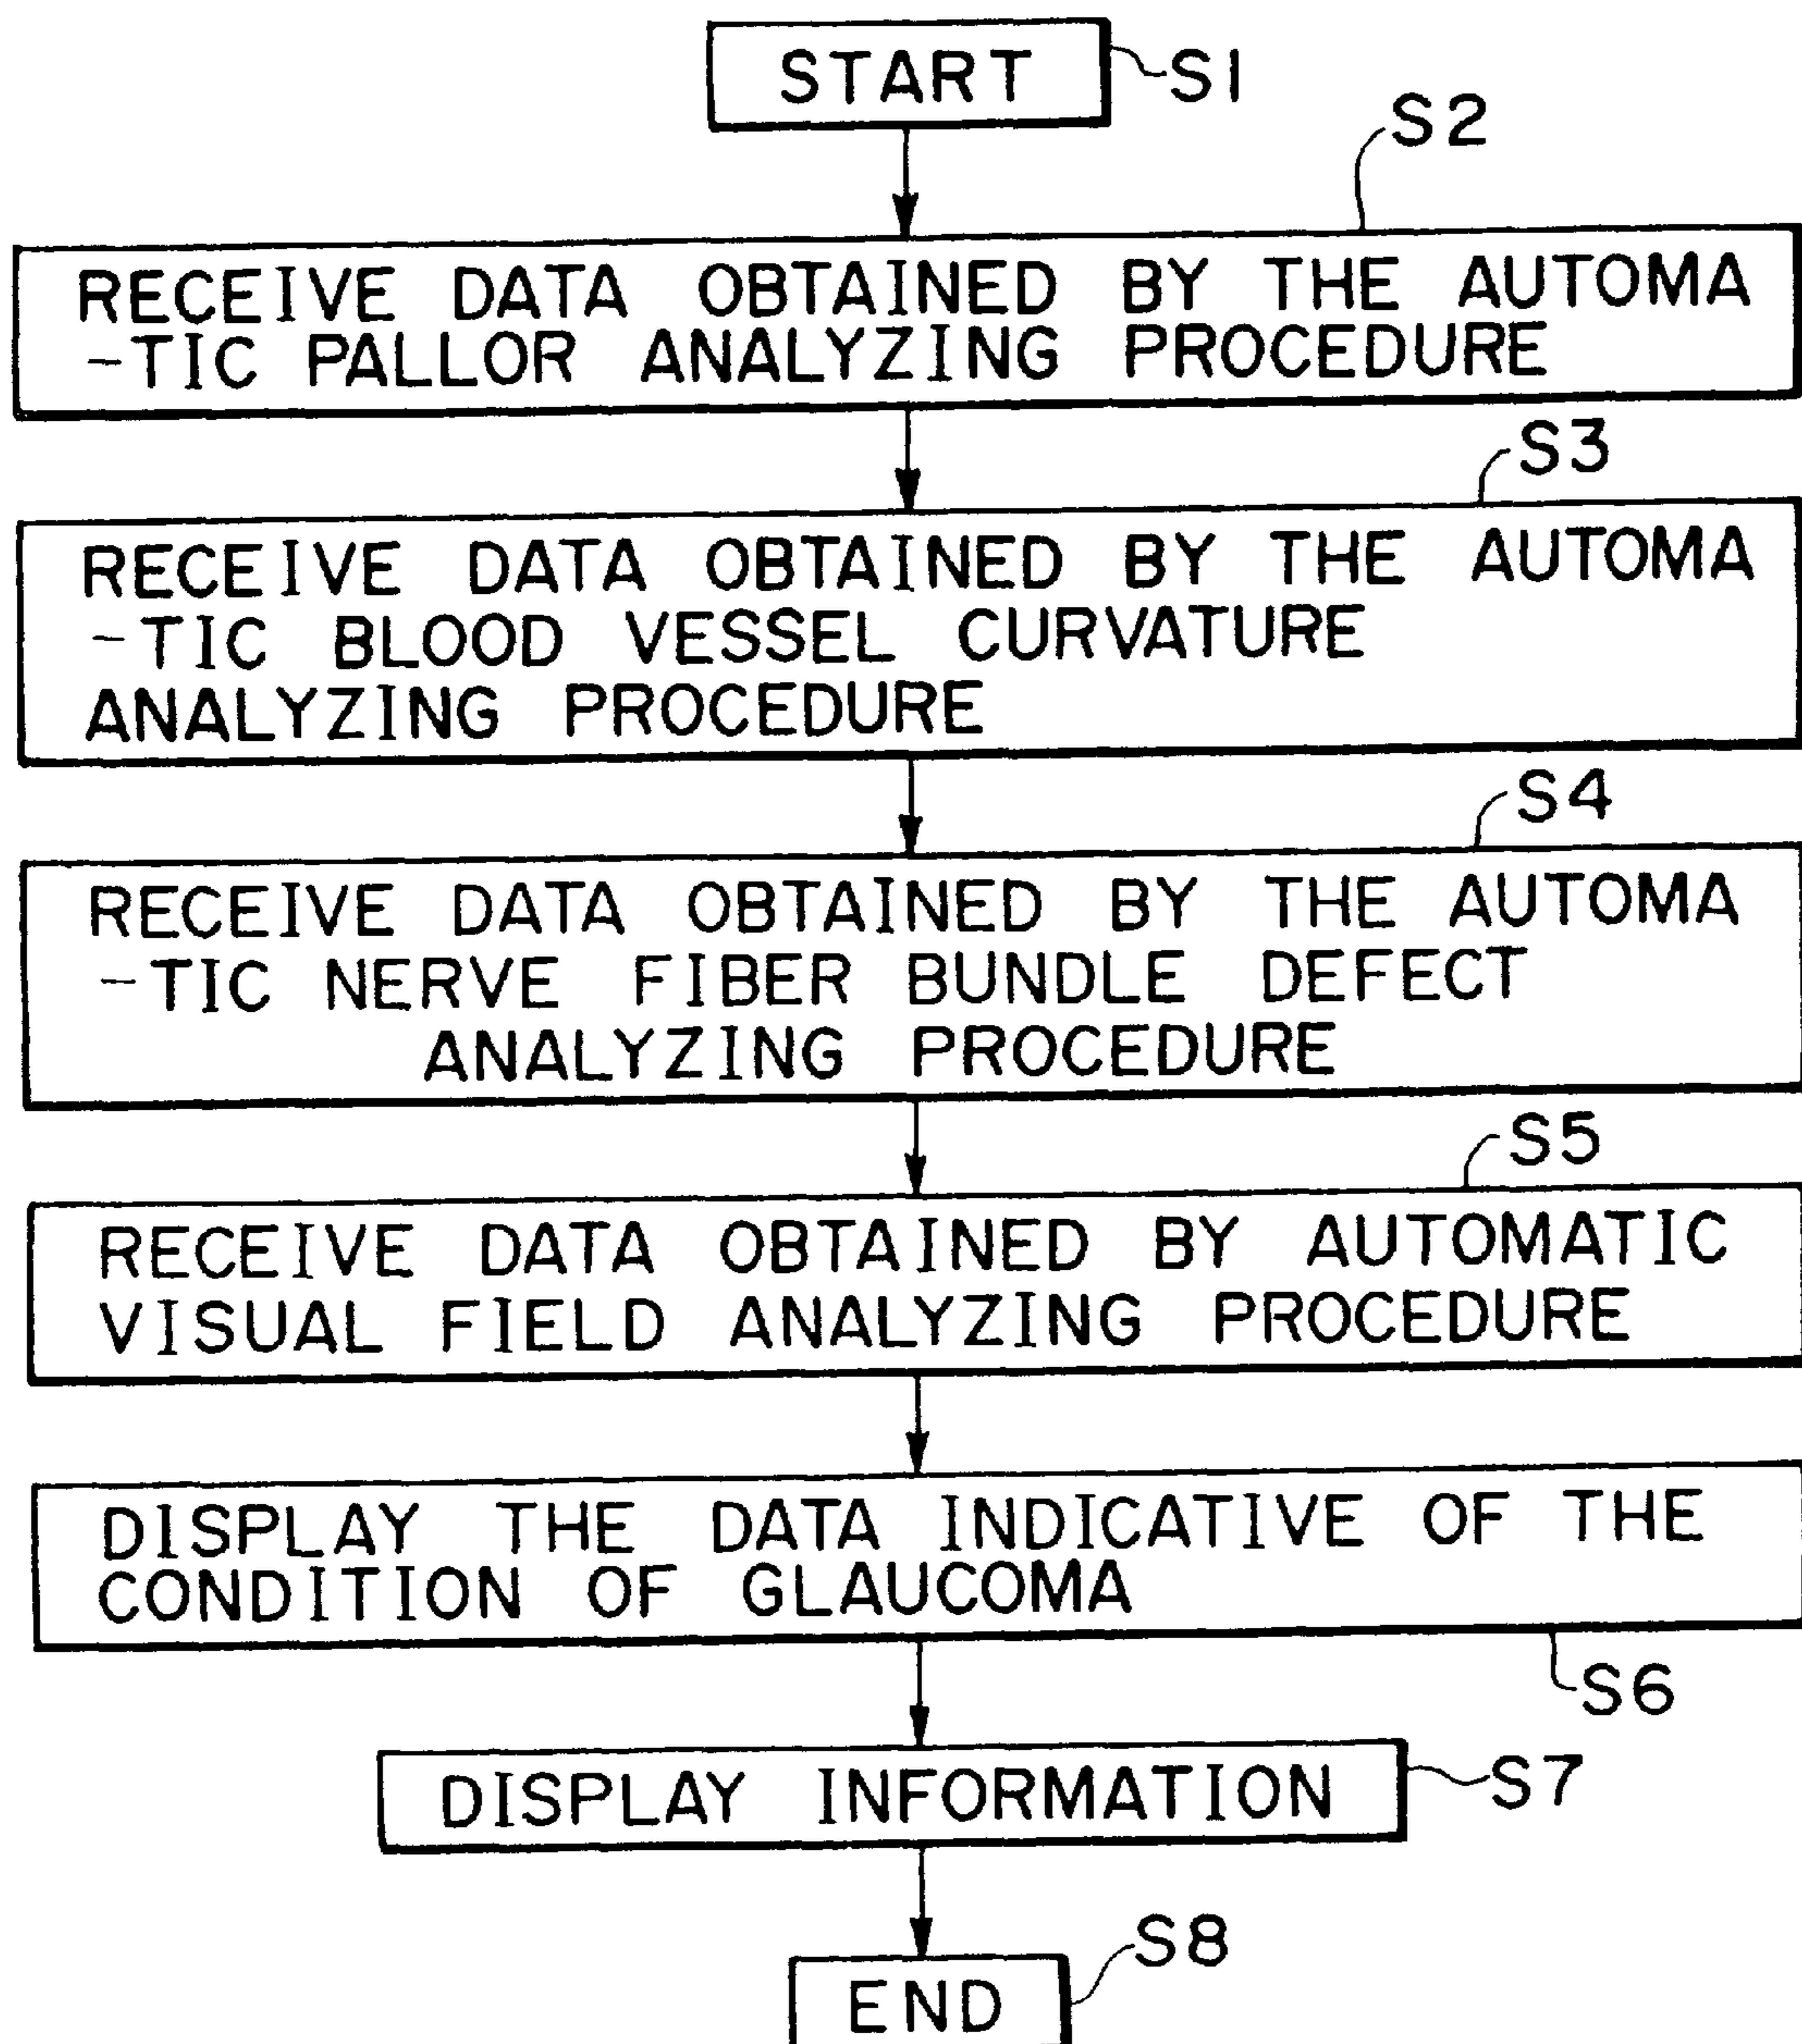 START
S1
S2
RECEIVE DATA OBTAINED BY THE AUTOMA
-TIC PALLOR ANALYZING PROCEDURE
S3
RECEIVE DATA OBTAINED BY THE AUTOMA
-TIC BLOOD VESSEL CURVATURE
ANALYZING PROCEDURE
S4
RECEIVE DATA OBTAINED BY THE AUTOMA
-TIC NERVE FIBER BUNDLE DEFECT
ANALYZING PROCEDURE
S5
RECEIVE DATA OBTAINED BY AUTOMATIC
VISUAL FIELD ANALYZING PROCEDURE
DISPLAY THE DATA INDICATIVE OF THE
CONDITION OF GLAUCOMA
S6
DISPLAY INFORMATION
S7
S8
END